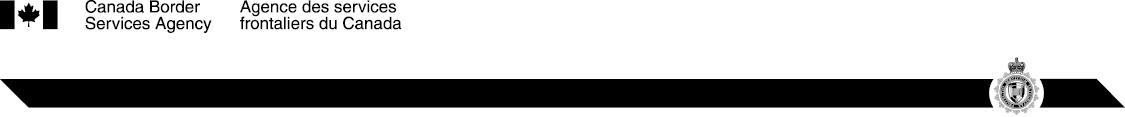 Canada Border
Services Agency
Agence des services
frontaliers du Canada